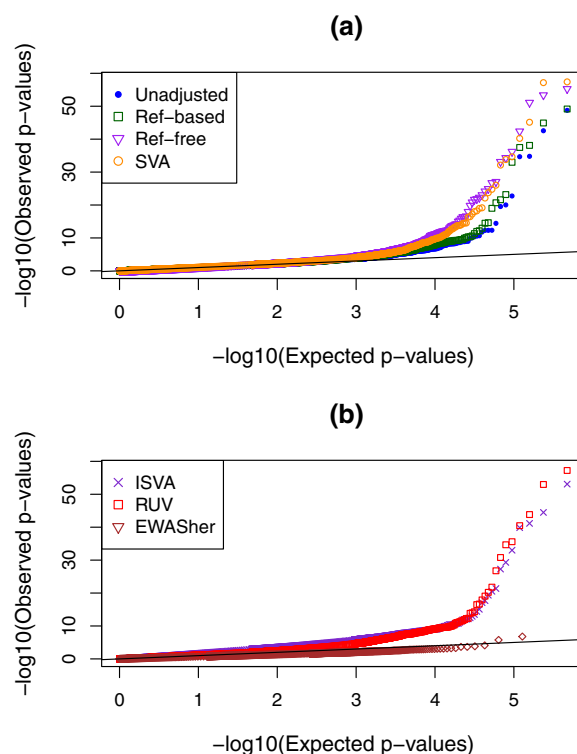 (a)
Unadjusted
Ref−based
Ref−free
SVA
−log10(Observed p−values)
50
30
10
0
0 1 2 3 4 5
−log10(Expected p−values)
(b)
ISVA
RUV
EWASher
−log10(Observed p−values)
50
30
10
0
0 1 2 3 4 5
−log10(Expected p−values)